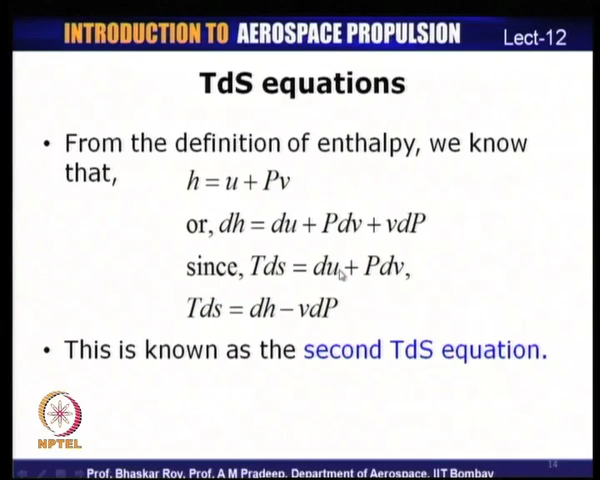 INTRODUCTION TO AEROSPACE PROPULSION
Lect-12
TdS equations
• From the definition of enthalpy, we know
that,
h = u + Pv
or, dh = du + Pdv + vdP
since, Tds = du + Pdv,
Tds = dh − vdP
• This is known as the second TdS equation.
NPTEL
14
Prof. Bhaskar Roy, Prof. A M Pradeep, Department of Aerospace, IIT Bombay